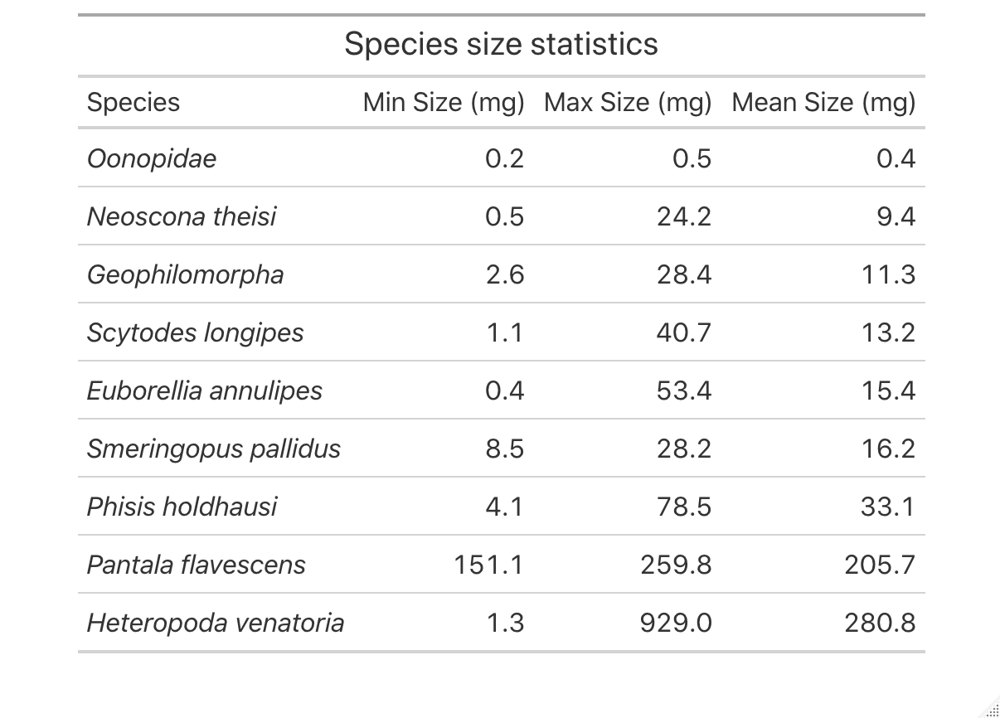 Species size statistics
Species Min Size (mg) Max Size (mg) Mean Size (mg)
Oonopidae 0.2 0.5 0.4
Neoscona theisi 0.5 24.2 9.4
Geophilomorpha 2.6 28.4 11.3
Scytodes longipes 1.1 40.7 13.2
Euborellia annulipes 0.4 53.4 15.4
Smeringopus pallidus 8.5 28.2 16.2
Phisis holdhausi 4.1 78.5 33.1
Pantala flavescens 151.1 259.8 205.7
Heteropoda venatoria 1.3 929.0 280.8